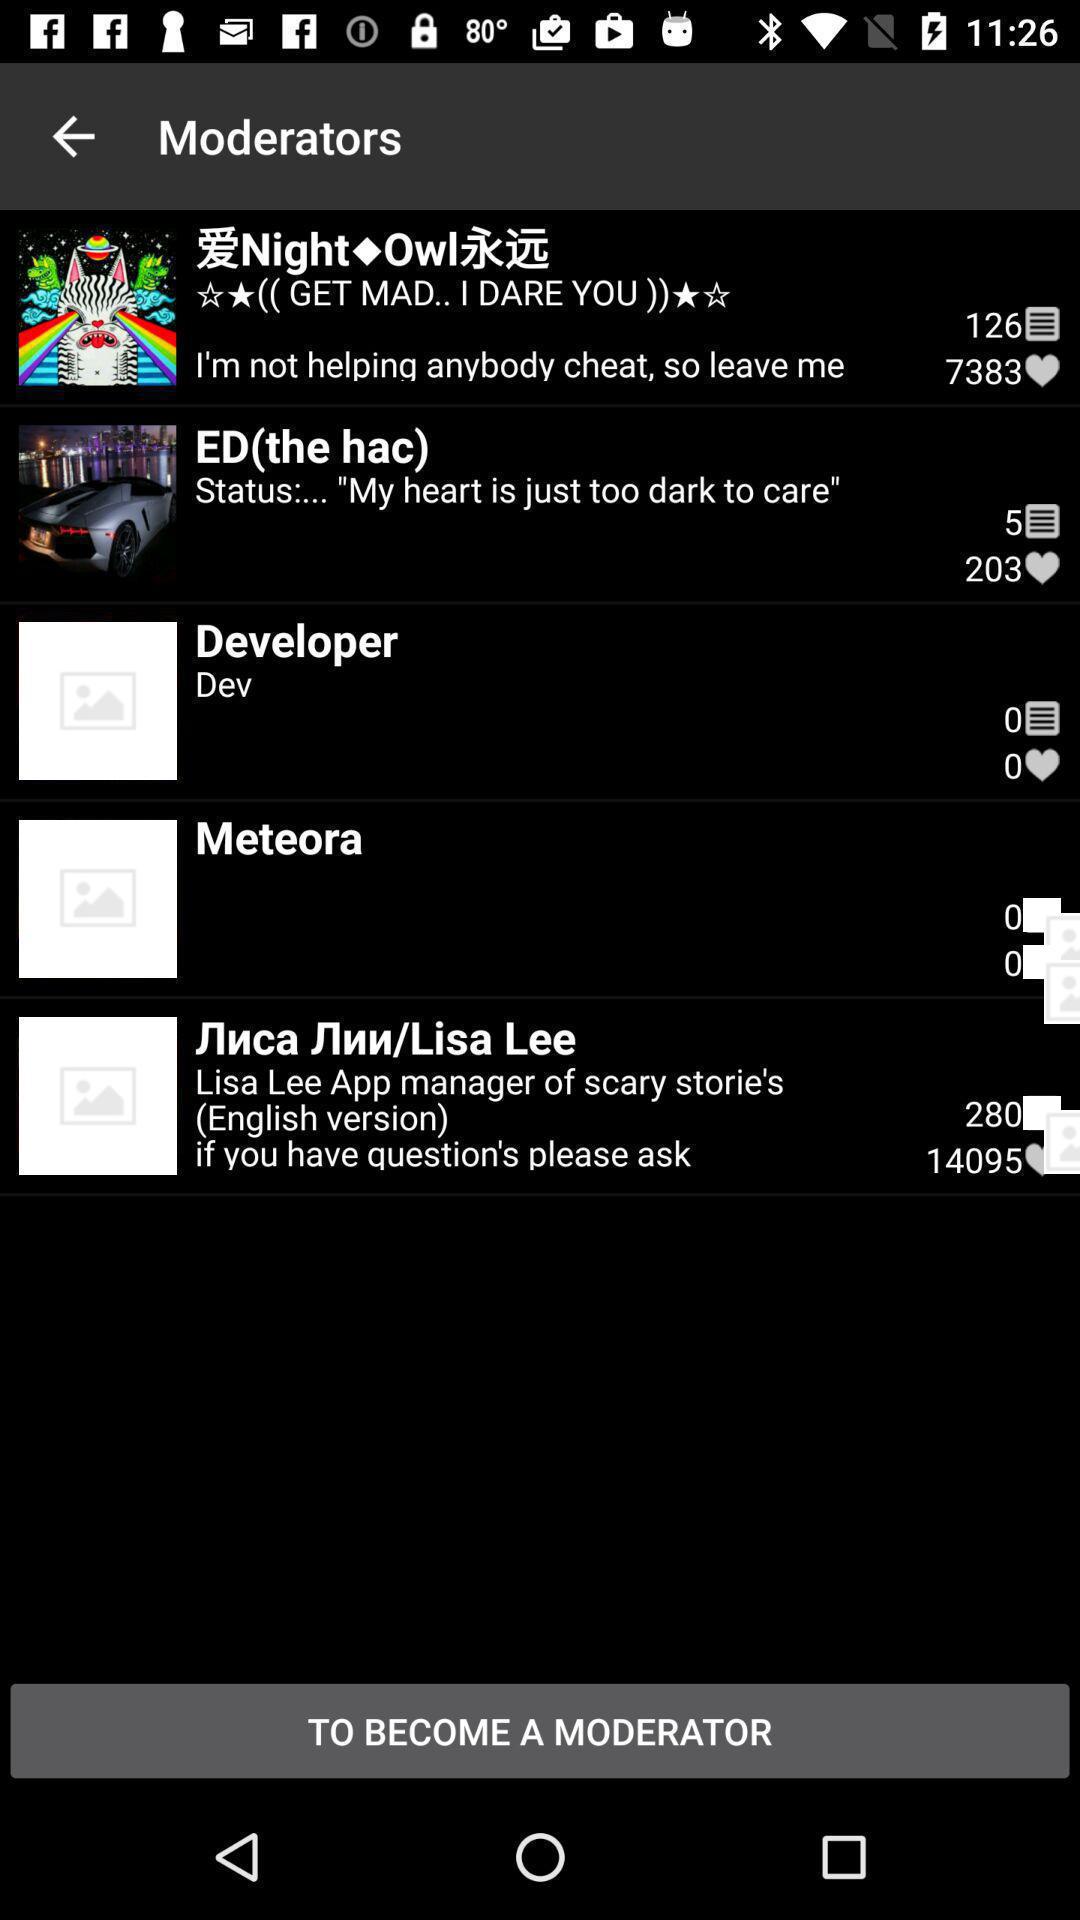 80° 11:26
Moderators
爱Night◆Owl永远
☆★(( GET MAD.. I DARE YOU ))★☆
126
I'm not helping anybody cheat, so leave me
7383
ED(the hac)
Status:... "My heart is just too dark to care"
5
203
Developer
Dev
0
0
Meteora
0
0
Лиса Лии/Lisa Lee
Lisa Lee App manager of scary storie's
(English version)
280
if you have question's please ask
14095
TO BECOME A MODERATOR